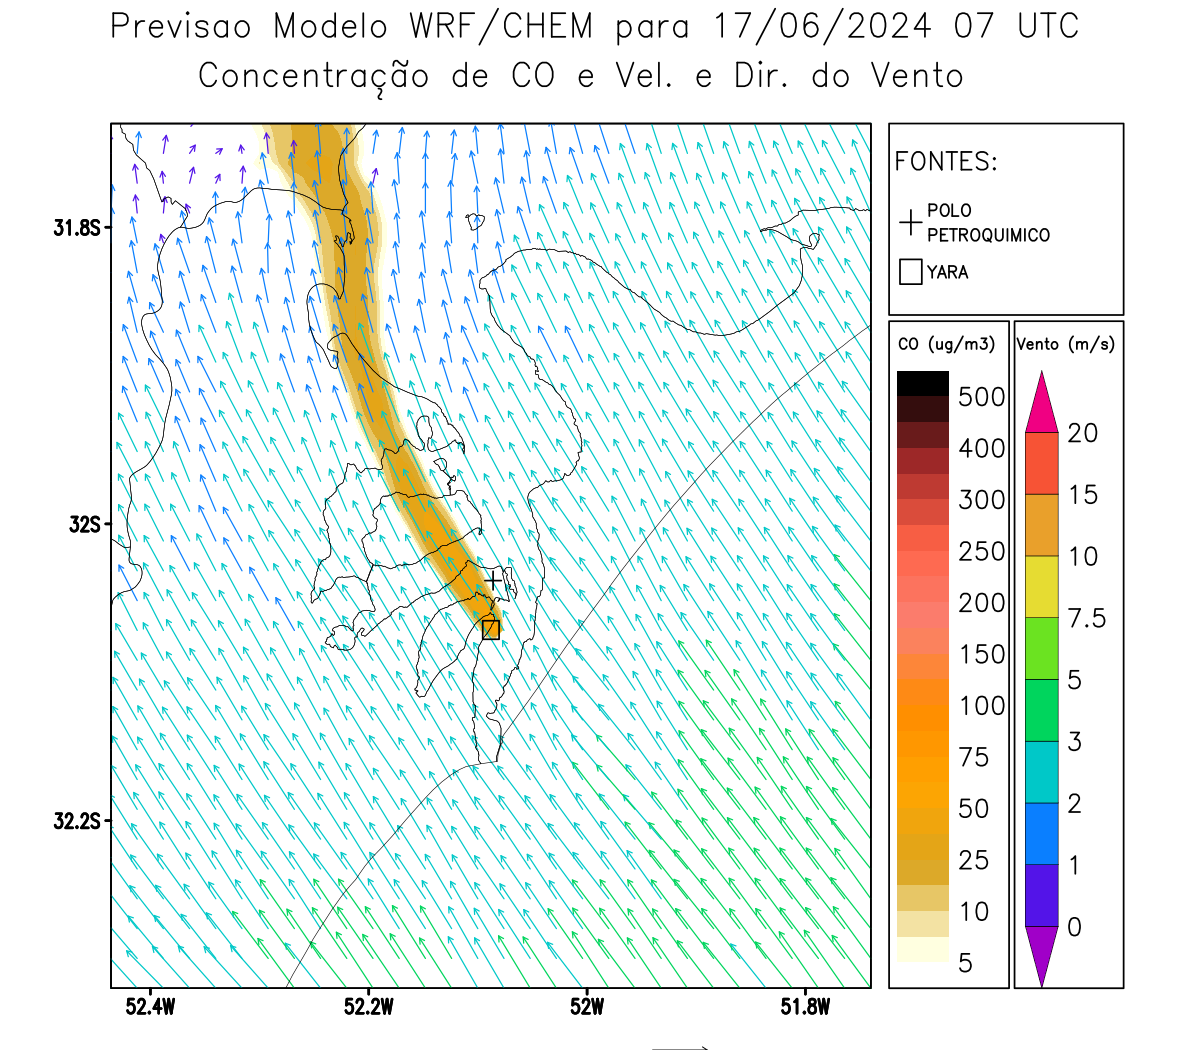 Previsao Modelo WRF/CHEM para 17/06/2024 07 UTC
Concentração de CO e Vel. e Dir. do Vento
FONTES:
POLO
PETROQUIMICO
YARA
CO (ug/m3)
500
400
300
250
200
150
100
75
50
25
10
5
Vento (m/s)
20
15
10
7.5
5
3
2
1
0
31.8S
32S
32.2S
52.4W
52.2W
52W
51.8W